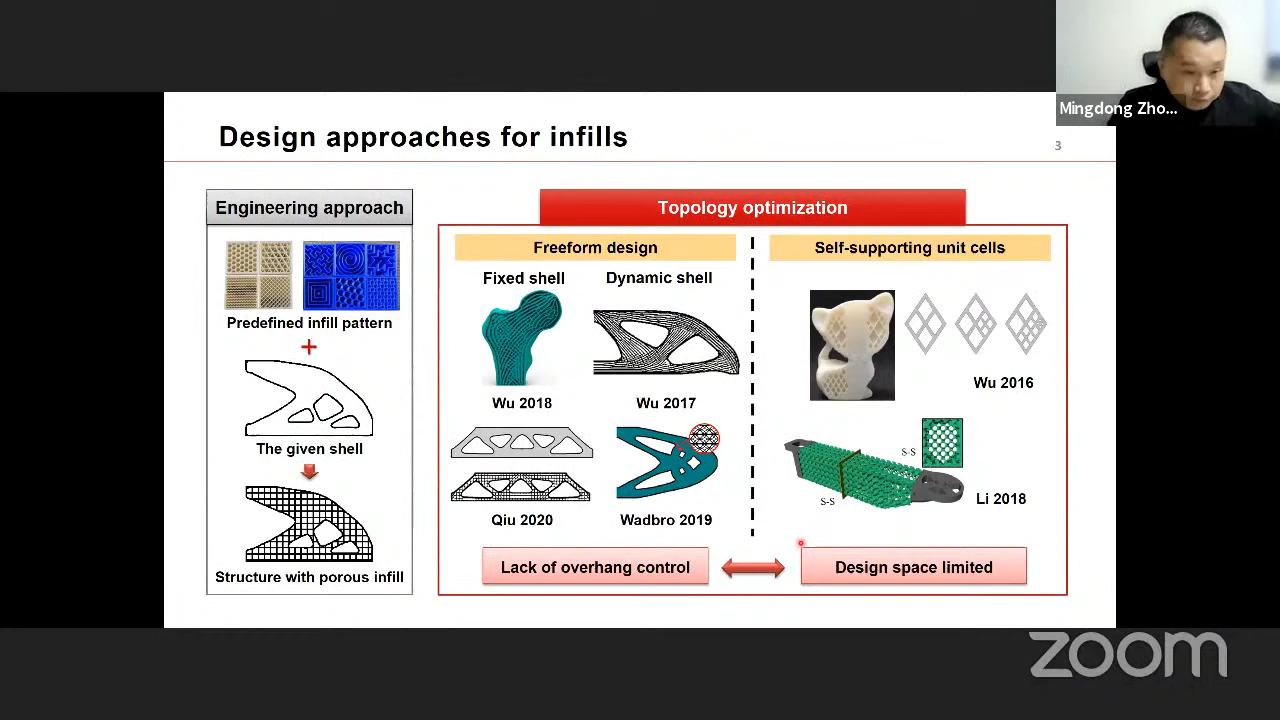 Mingdong Zho...
Design approaches for infills
3
Engineering approach
Predefined infill pattern
+
The given shell
Structure with porous infill
Topology optimization
Freeform design
Fixed shell
Dynamic shell
Wu 2018
Wu 2017
Qiu 2020
Wadbro 2019
Lack of overhang control
Self-supporting unit cells
Wu 2016
S-S
S-S
Li 2018
Design space limited
zoom